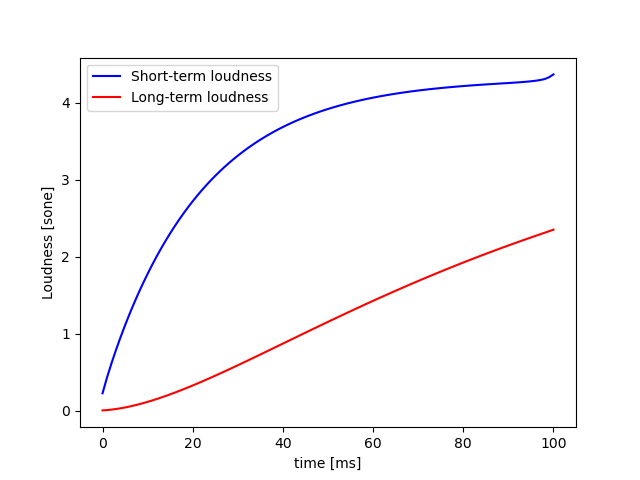 Short-term loudness
Long-term loudness
Loudness [sone]
4
3
2
1
0
0 20 40 60 80 100
time [ms]